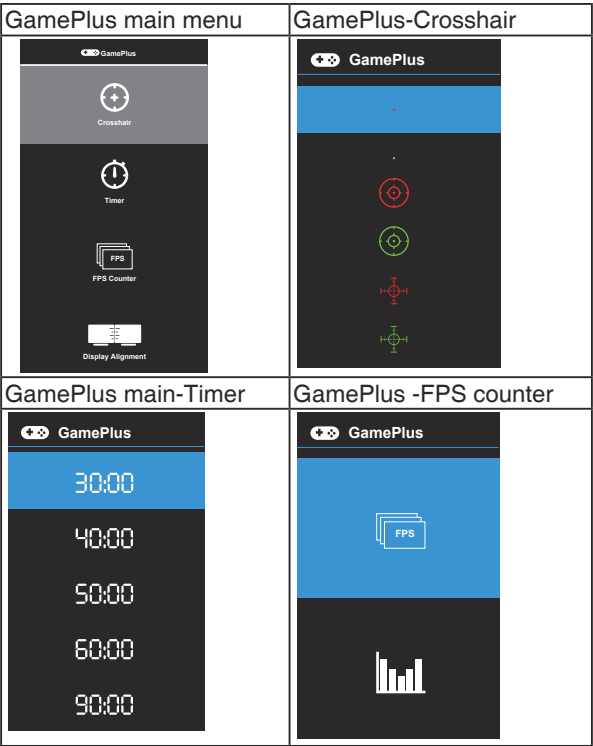 GamePlus main menu
GamePlus
Crosshair
Timer
FPS
FPS Counter
Display Alignment
GamePlus-Crosshair
GamePlus
GamePlus main-Timer
GamePlus
30:00
40:00
50:00
60:00
90:00
GamePlus -FPS counter
GamePlus
FPS